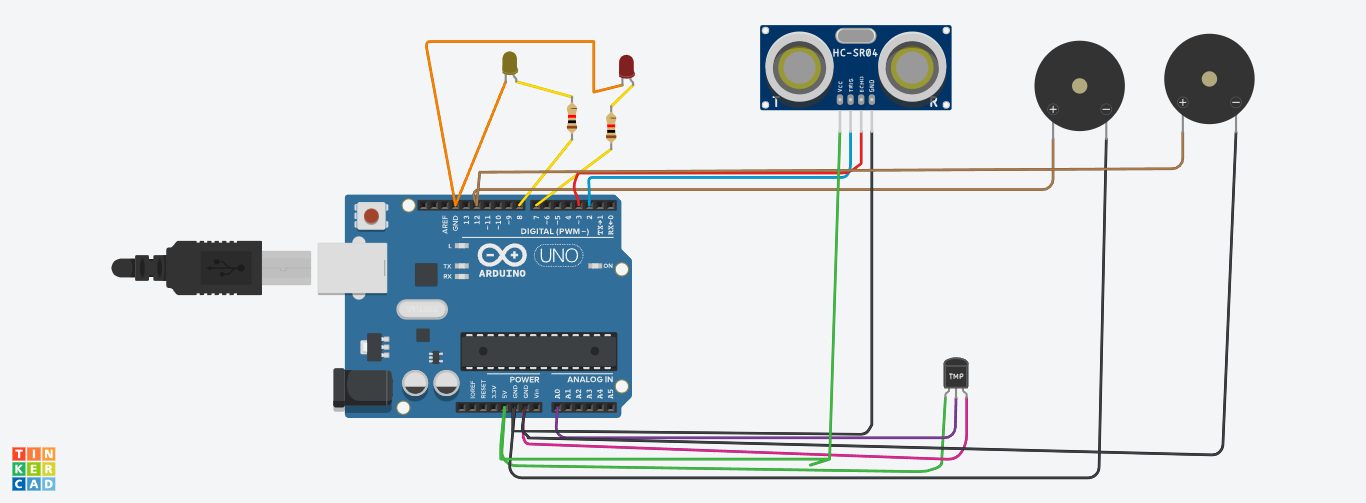 HC-SR04
VCC
TRIG
ECHO
GND
T
R
+
−
+
−
AREF
GND
13
12
~11
~10
~9
8
7
~6
~5
4
~3
2
TX→1
RX←0
DIGITAL (PWM~)
L
TX
RX
ARDUINO
UNO
ON
POWER
ANALOG IN
IOREF
RESET
3.3V
5V
GND
GND
Vin
A0
A1
A2
A3
A4
A5
TMP
TIN
KER
CAD